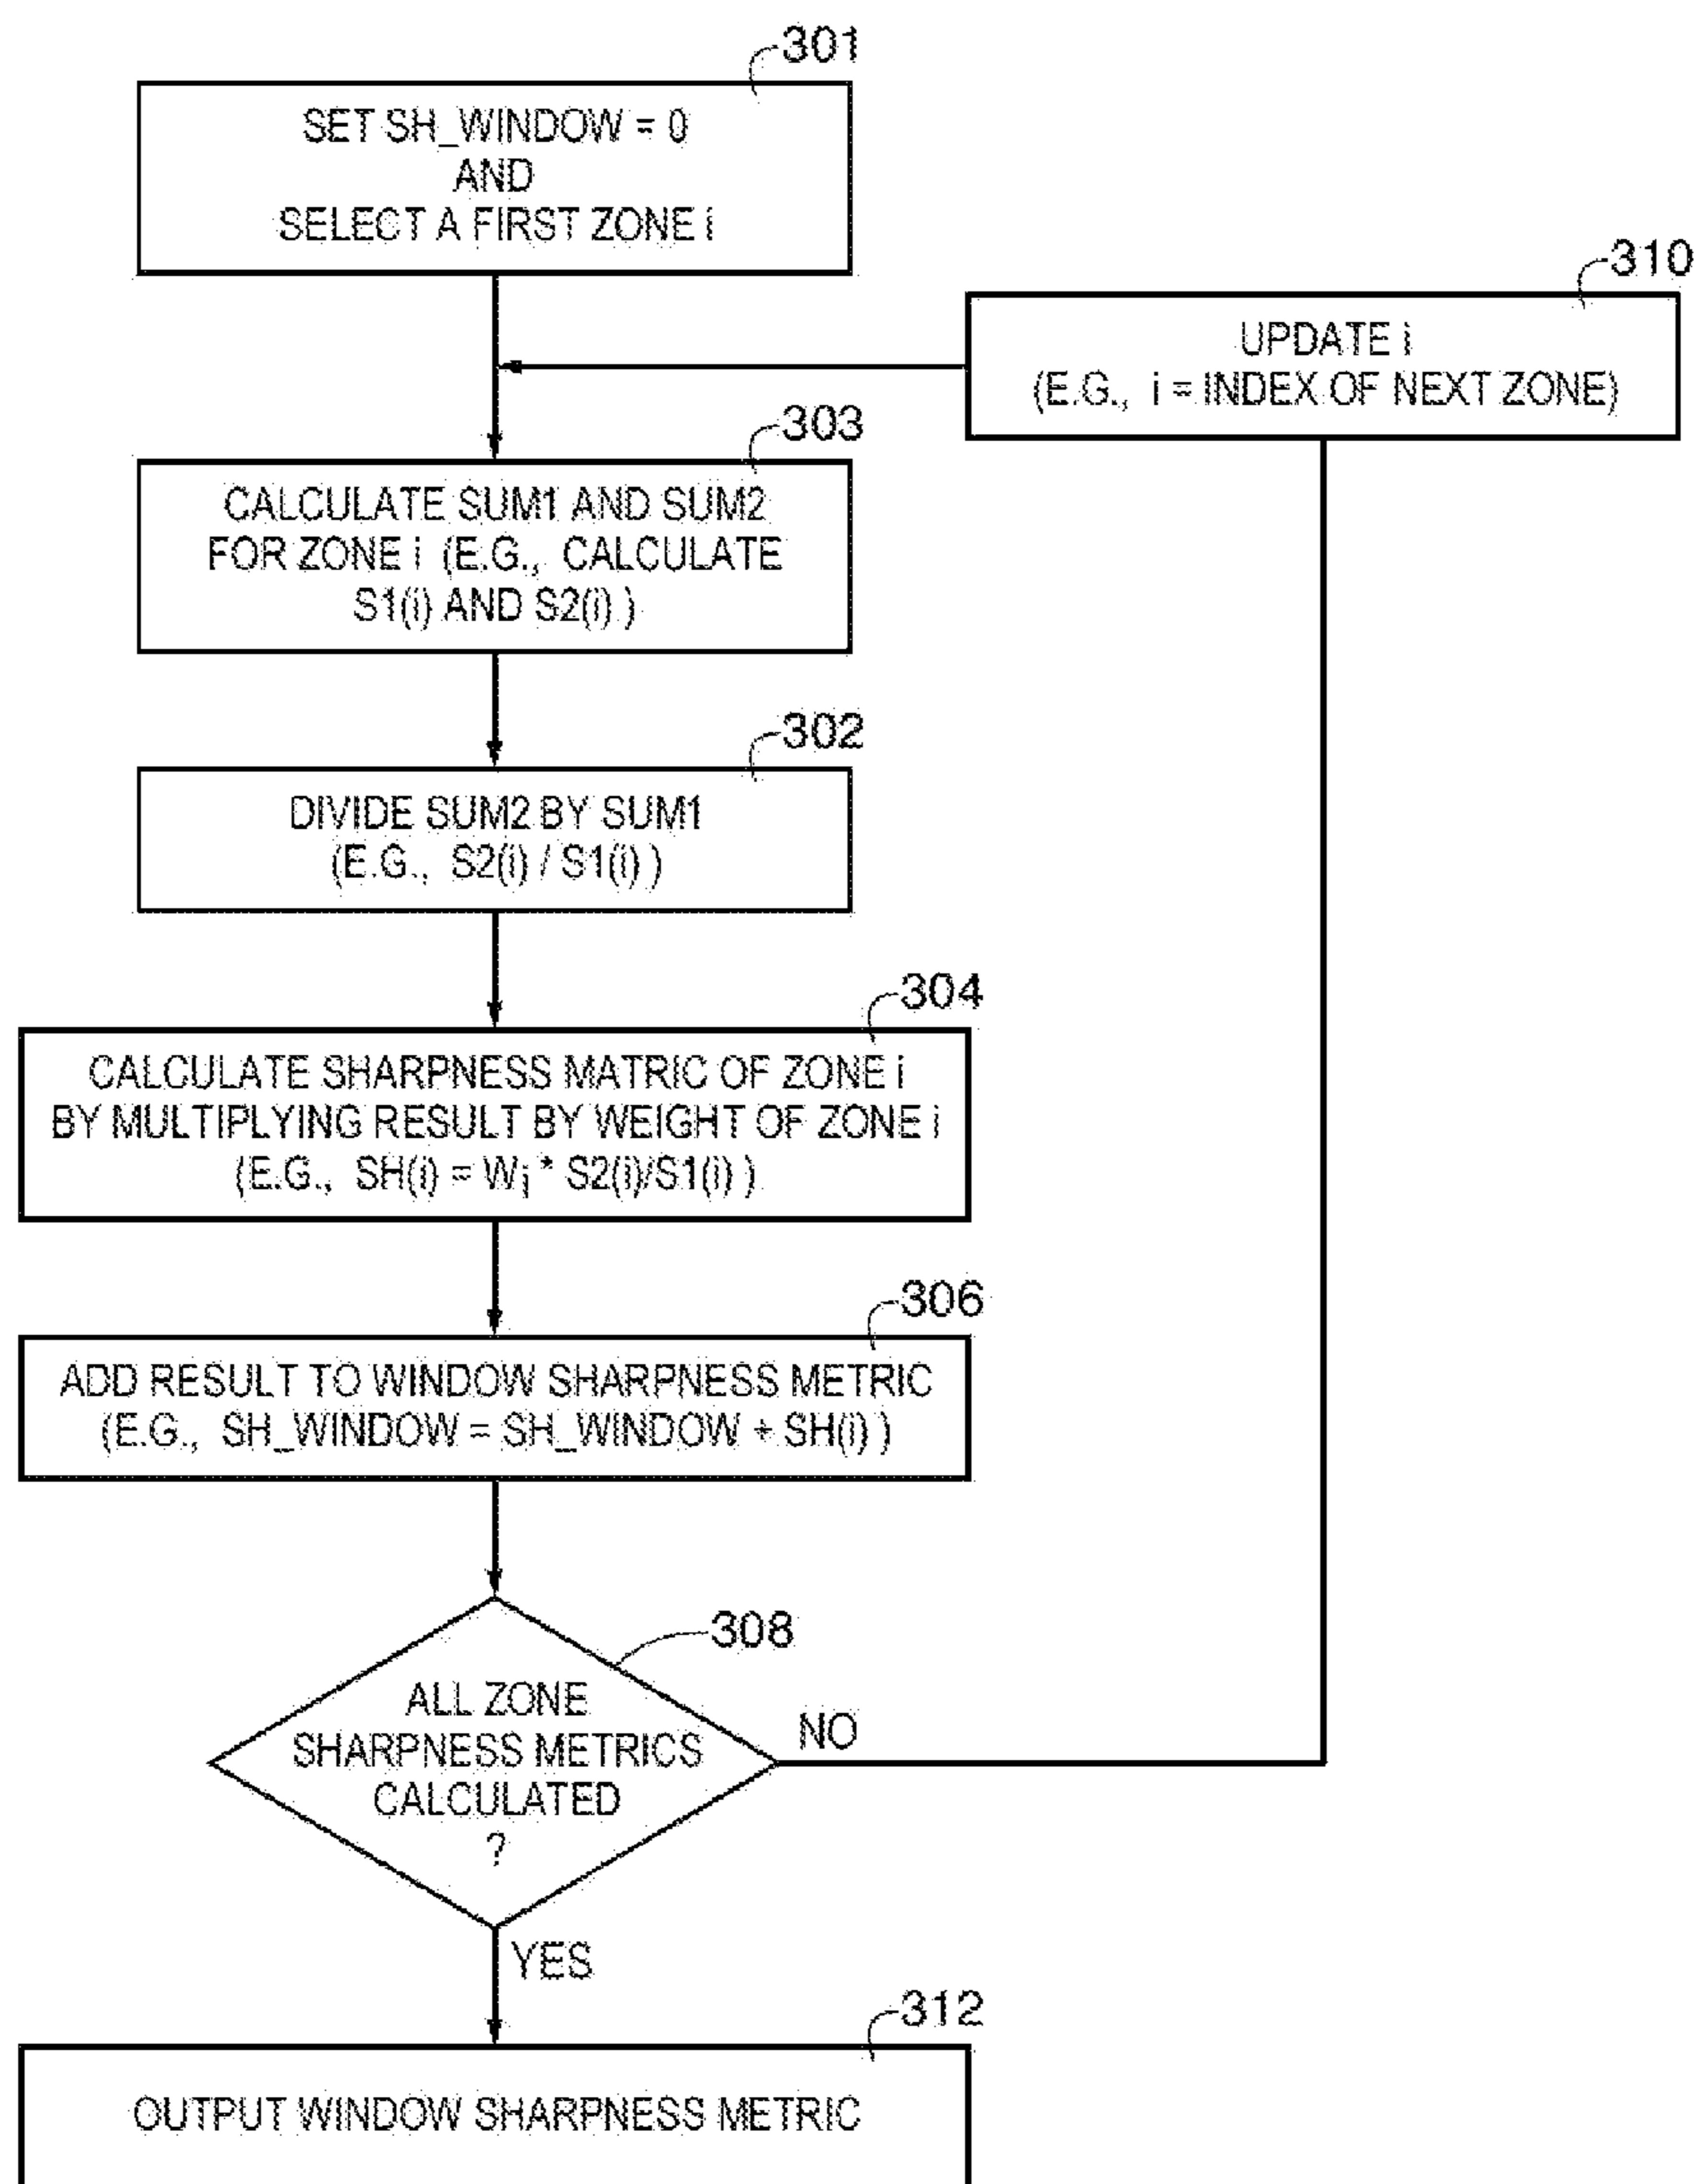 301
SET SH_WINDOW = 0
AND
SELECT A FIRST ZONE i
310
UPDATE i
(E.G., i = INDEX OF NEXT ZONE)
303
CALCULATE SUM1 AND SUM2
FOR ZONE i (E.G., CALCULATE
S1(i) AND S2(i) )
302
DIVIDE SUM2 BY SUM1
(E.G., S2(i) / S1(i) )
304
CALCULATE SHARPNESS MATRIC OF ZONE i
BY MULTIPLYING RESULT BY WEIGHT OF ZONE i
(E.G., SH(i) = Wi * S2(i)/S1(i) )
306
ADD RESULT TO WINDOW SHARPNESS METRIC
(E.G., SH_WINDOW = SH_WINDOW + SH(i) )
308
ALL ZONE
SHARPNESS METRICS
CALCULATED
?
NO
YES
312
OUTPUT WINDOW SHARPNESS METRIC